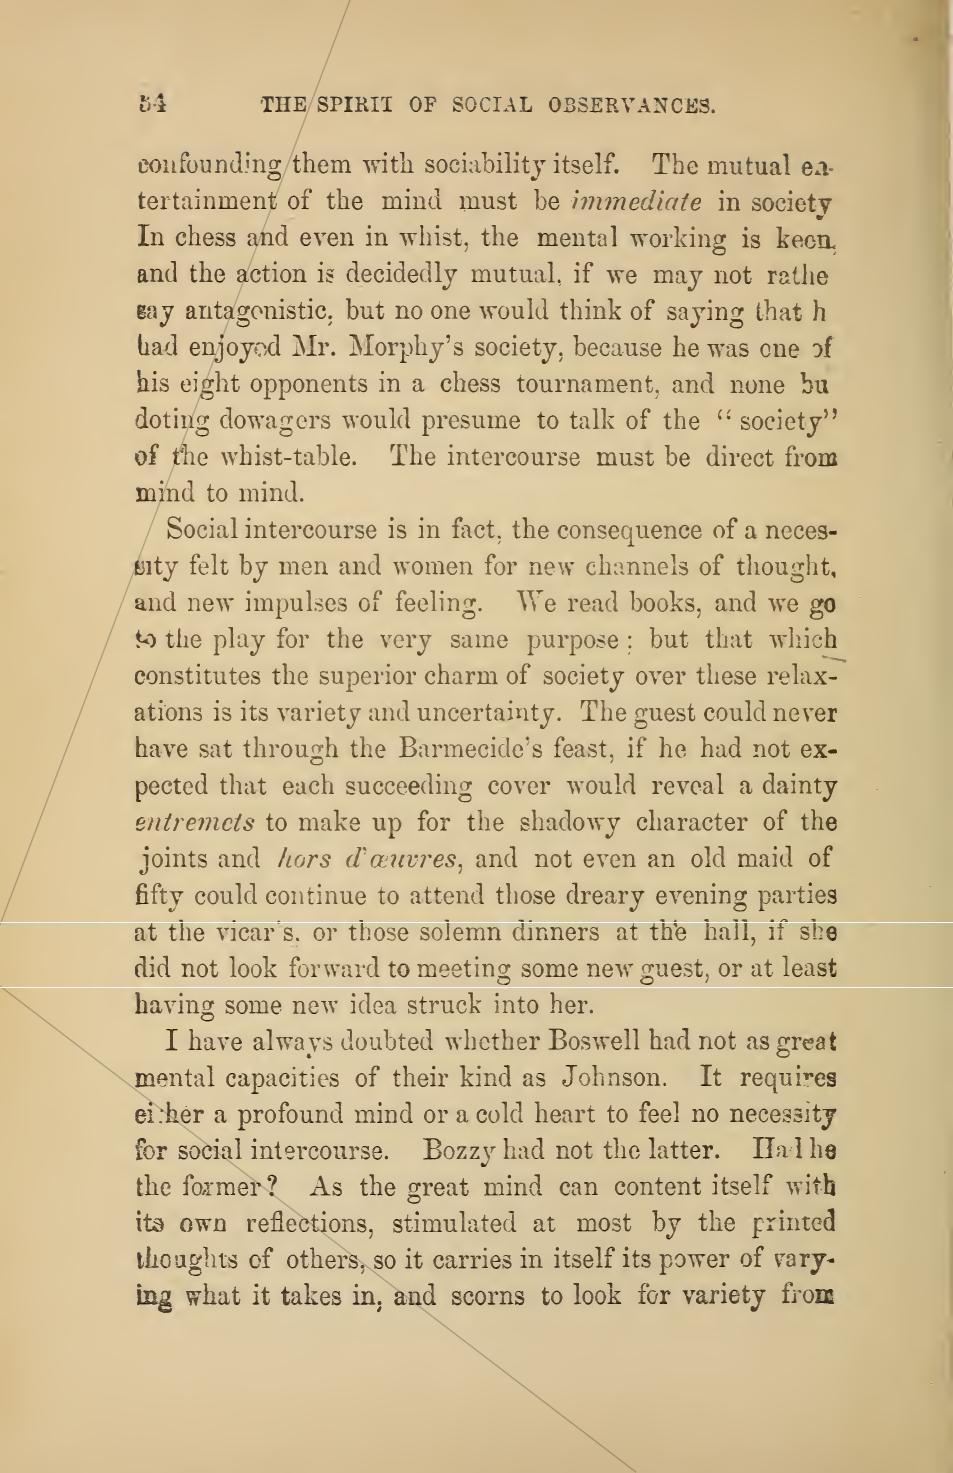 54 THE SPIRIT OF SOCIAL OBSERVANCES.
confounding them with sociability itself. The mutual en-
tertainment of the mind must be immediate in society
In chess and even in whist, the mental working is keen,
and the action is decidedly mutual, if we may not rathe
say antagonistic, but no one would think of saying that h
had enjoyed Mr. Morphy's society, because he was one of
his eight opponents in a chess tournament, and none bu
doting dowagers would presume to talk of the “ society”
of the whist-table. The intercourse must be direct from
mind to mind.
Social intercourse is in fact, the consequence of a neces-
sity felt by men and women for new channels of thought,
and new impulses of feeling. We read books, and we go
to the play for the very same purpose : but that which
constitutes the superior charm of society over these relax-
ations is its variety and uncertainty. The guest could never
have sat through the Barmecide's feast, if he had not ex-
pected that each succeeding cover would reveal a dainty
entremets to make up for the shadowy character of the
joints and hors d'œuvres, and not even an old maid of
fifty could continue to attend those dreary evening parties
at the vicar's, or those solemn dinners at the hall, if she
did not look forward to meeting some new guest, or at least
having some new idea struck into her.
I have always doubted whether Boswell had not as great
mental capacities of their kind as Johnson. It requires
either a profound mind or a cold heart to feel no necessity
for social intercourse. Bozzy had not the latter. Had he
the former? As the great mind can content itself with
its own reflections, stimulated at most by the printed
thoughts of others, so it carries in itself its power of vary-
ing what it takes in, and scorns to look for variety from